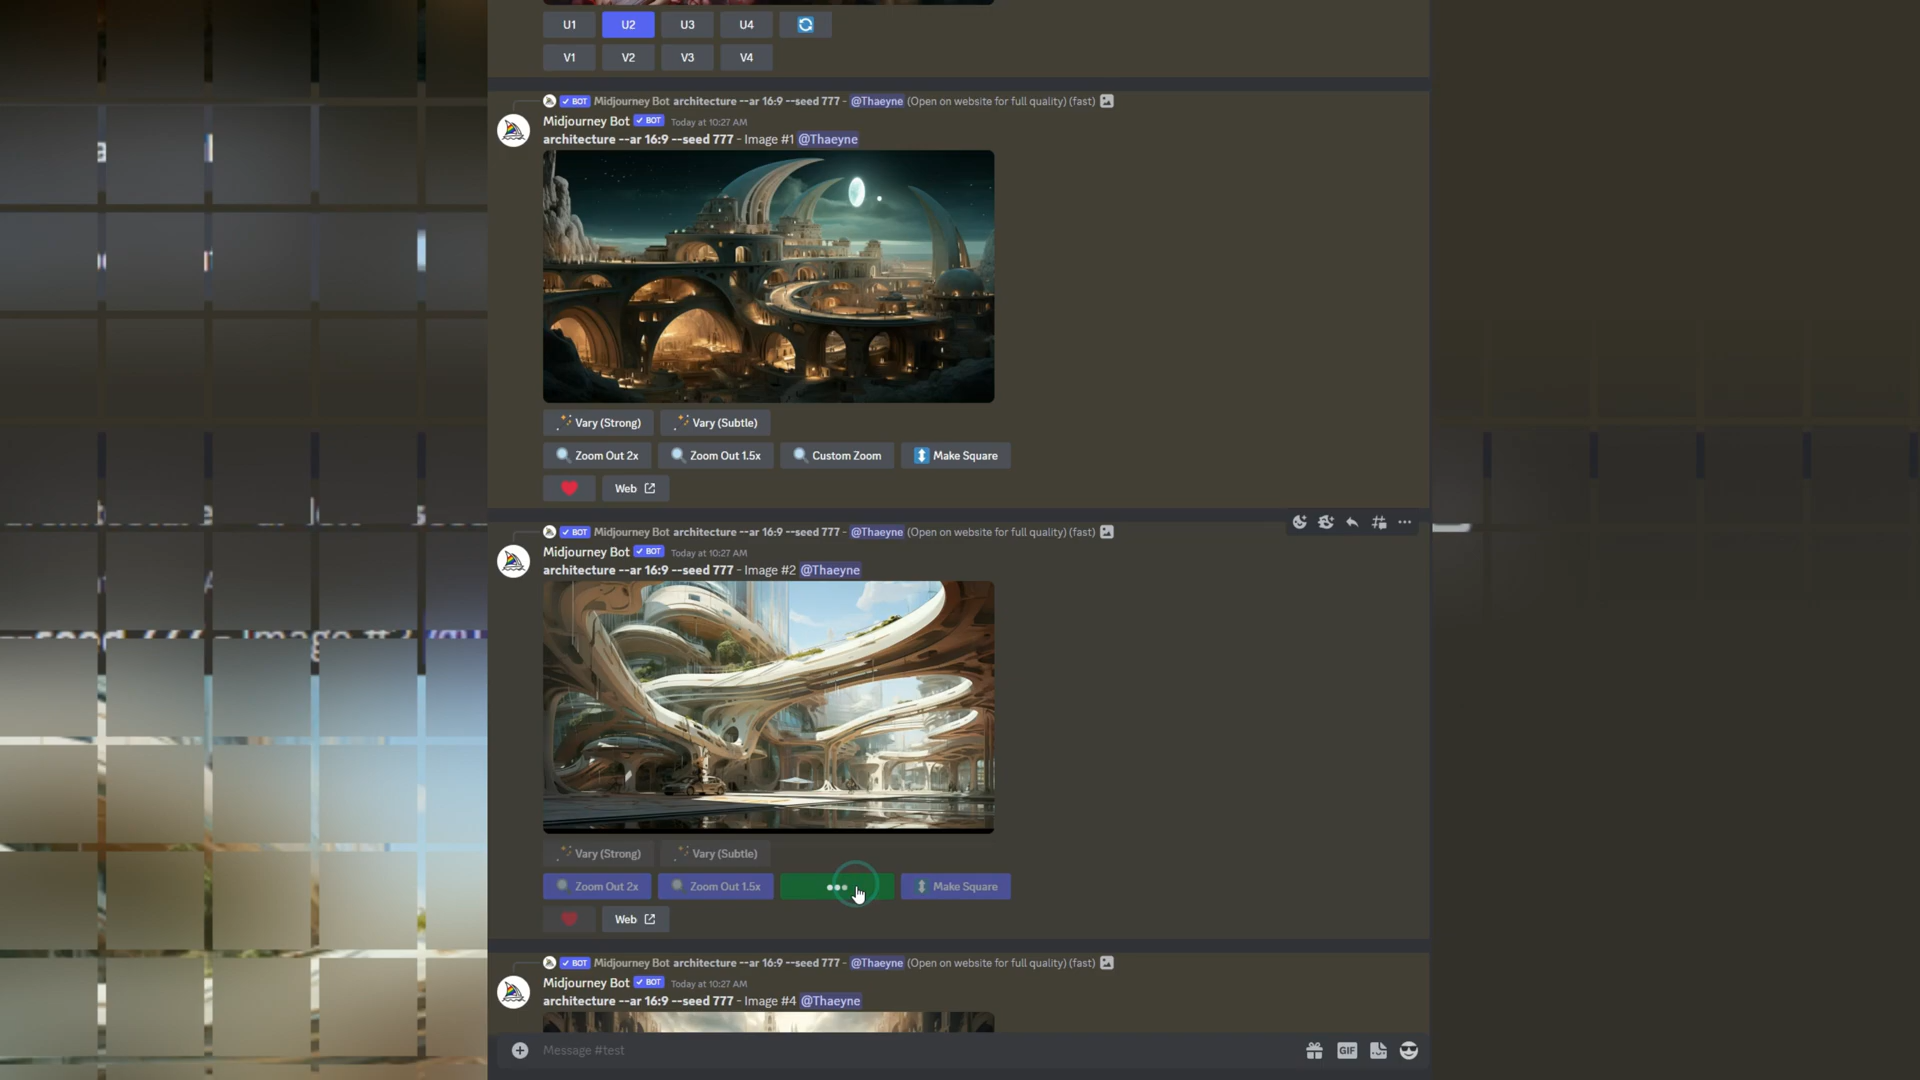 U1 U2 U3 U4
V1 V2 V3 V4
BOT Midjourney Bot architecture --ar 16:9 --seed 777 - @Thaeyne (Open on website for full quality) (fast)
Midjourney Bot BOT Today at 10:27 AM
architecture --ar 16:9 --seed 777 - Image #1 @Thaeyne
Vary (Strong) Vary (Subtle)
Zoom Out 2x Zoom Out 1.5x Custom Zoom Make Square
Web
BOT Midjourney Bot architecture --ar 16:9 --seed 777 - @Thaeyne (Open on website for full quality) (fast)
Midjourney Bot BOT Today at 10:27 AM
architecture --ar 16:9 --seed 777 - Image #2 @Thaeyne
Vary (Strong) Vary (Subtle)
Zoom Out 2x Zoom Out 1.5x Make Square
Web
BOT Midjourney Bot architecture --ar 16:9 --seed 777 - @Thaeyne (Open on website for full quality) (fast)
Midjourney Bot BOT Today at 10:27 AM
architecture --ar 16:9 --seed 777 - Image #4 @Thaeyne
Message #test
GIF